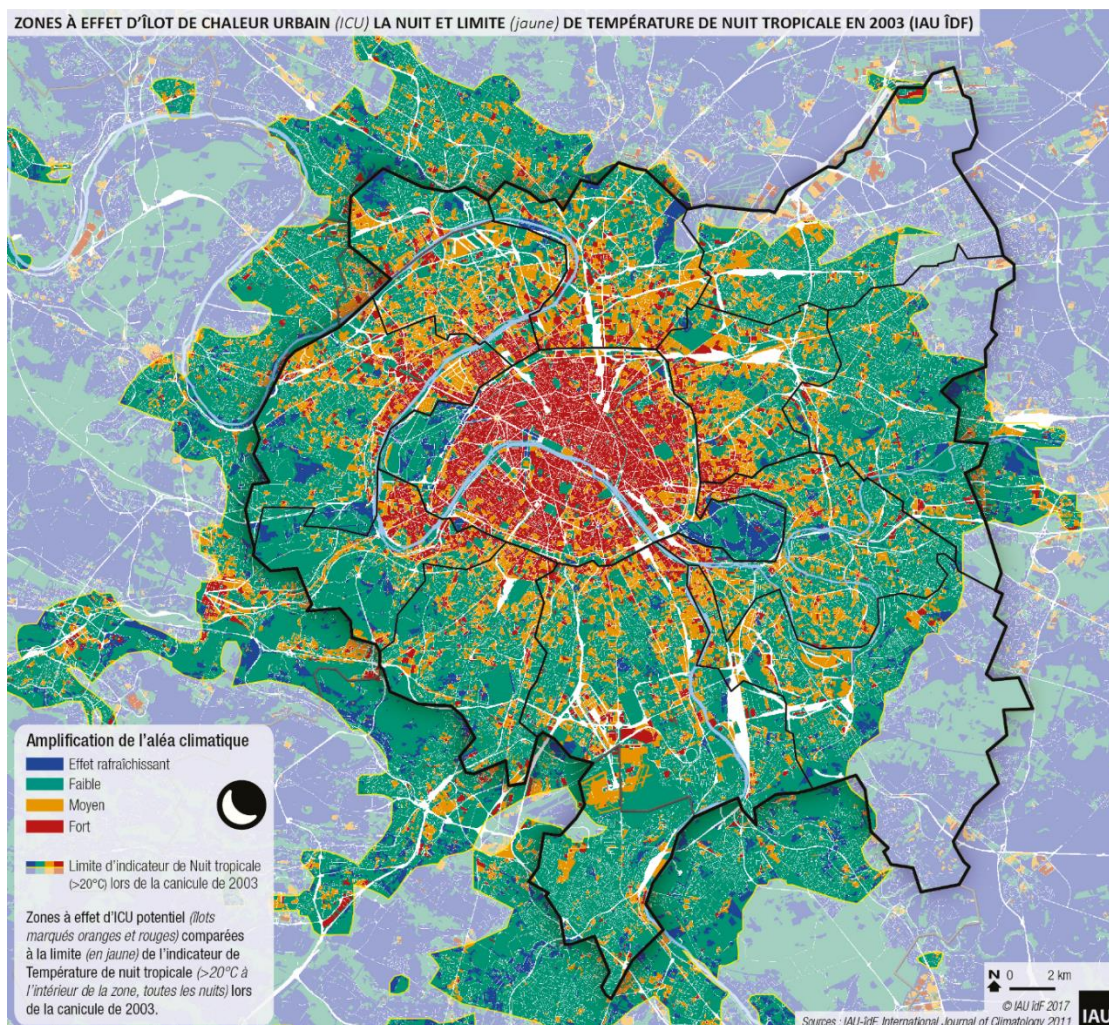 ZONES À EFFET D'ÎLOT DE CHALEUR URBAIN (ICU) LA NUIT ET LIMITE (jaune) DE TEMPÉRATURE DE NUIT TROPICALE EN 2003 (IAU ÎDF)
Amplification de l'aléa climatique
Effet rafraîchissant
Faible
Moyen
Fort
Limite d'indicateur de Nuit tropicale
(>20°C) lors de la canicule de 2003
Zones à effet d'ICU potentiel (îlots
marqués oranges et rouges) comparées
à la limite (en jaune) de l'indicateur de
Température de nuit tropicale (>20°C à
l'intérieur de la zone, toutes les nuits) lors
de la canicule de 2003.
N 0 2 km
© IAU îdF 2017
Sources : IAU-îdF, International Journal of Climatology 2011
IAU